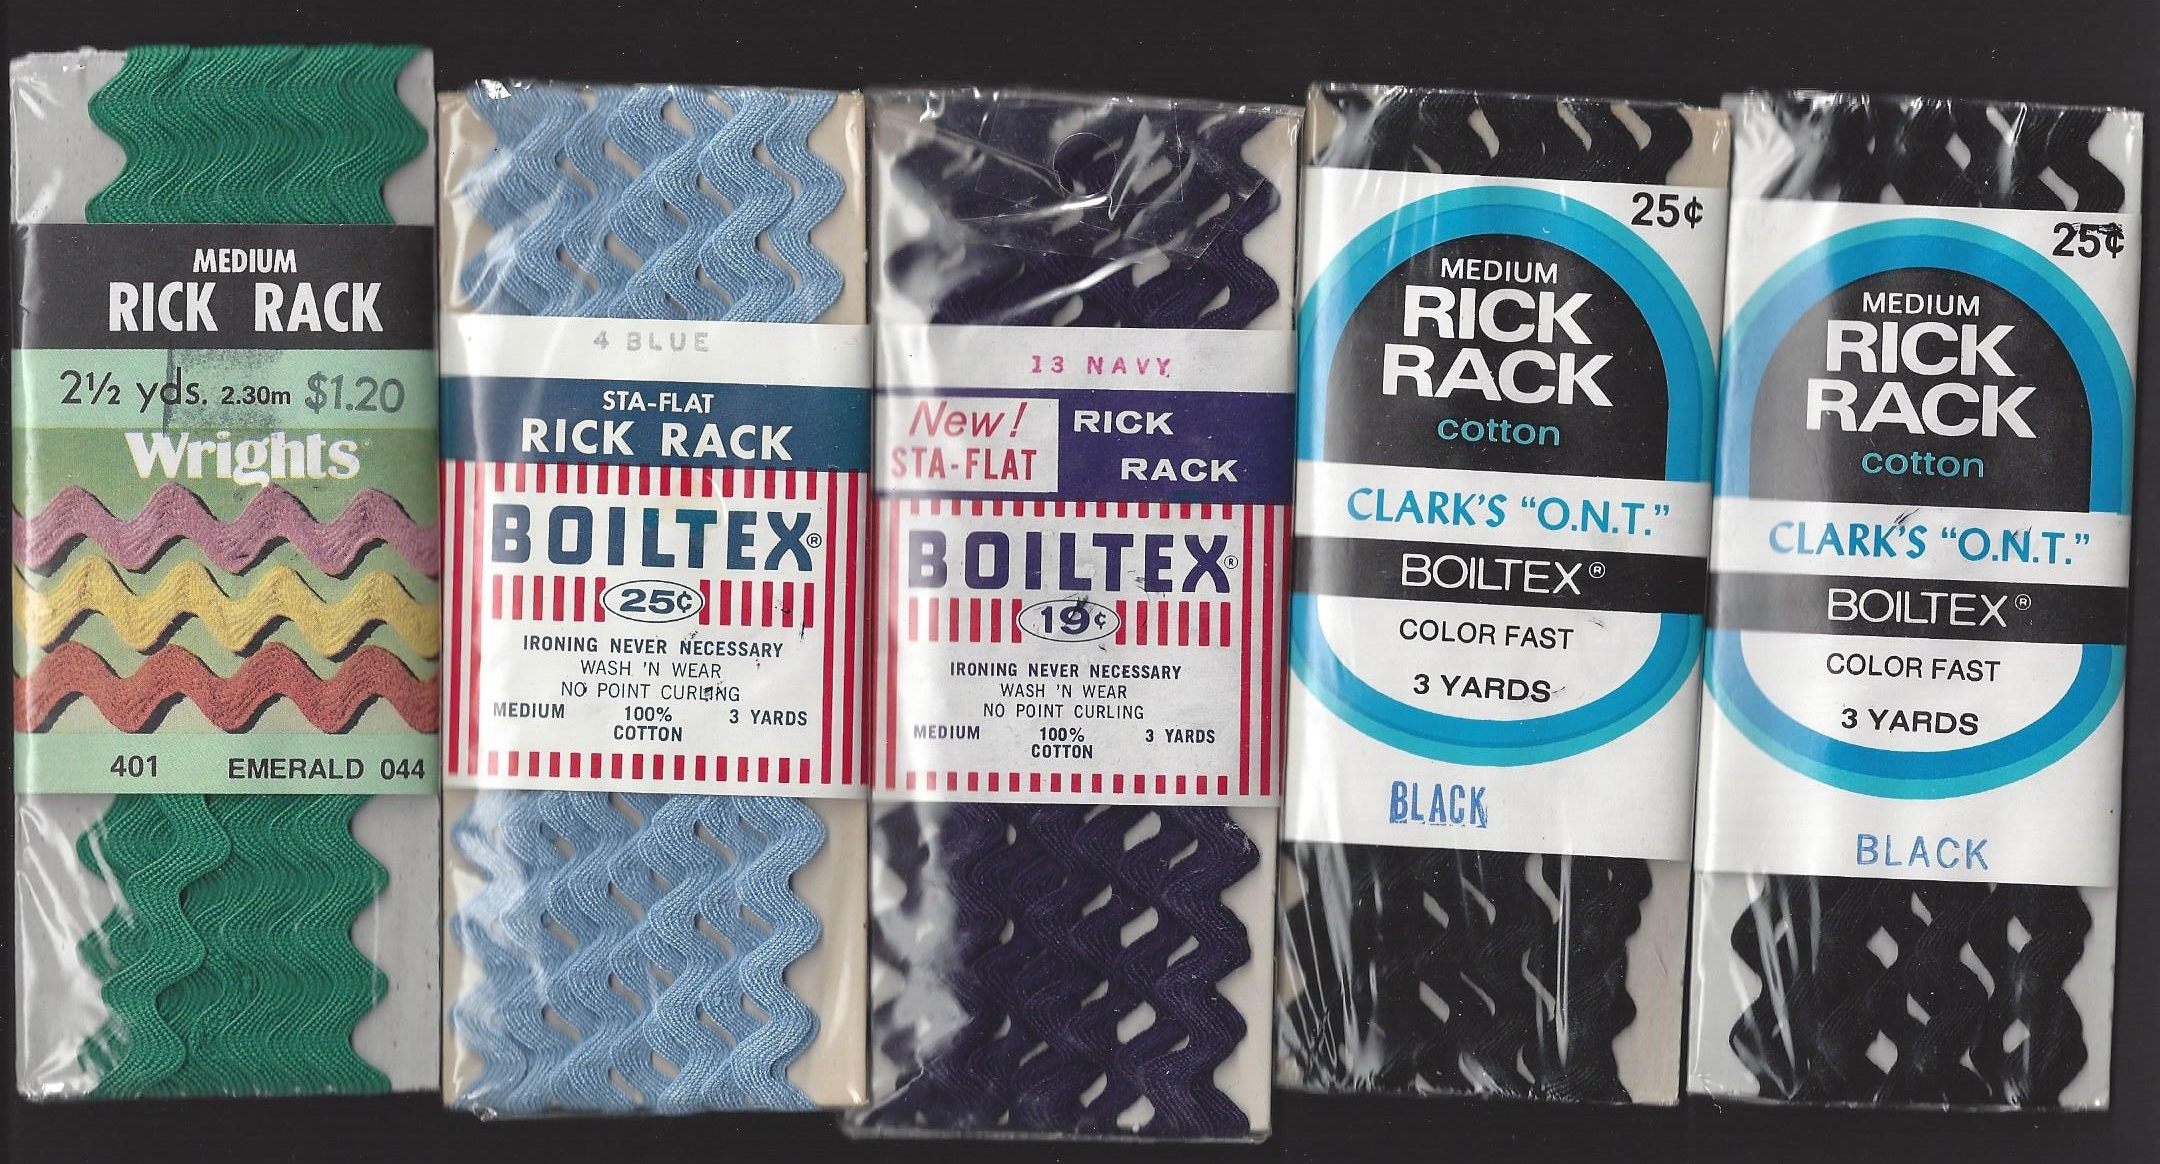 MEDIUM
RICK RACK
2½ yds. 2.30m $1.20
Wrights
401 EMERALD 044
4 BLUE
STA-FLAT
RICK RACK
BOILTEX®
25¢
IRONING NEVER NECESSARY
WASH 'N WEAR
NO POINT CURLING
MEDIUM 100% COTTON 3 YARDS
13 NAVY
New!
STA-FLAT
RICK
RACK
BOILTEX®
19¢
IRONING NEVER NECESSARY
WASH 'N WEAR
NO POINT CURLING
MEDIUM 100% COTTON 3 YARDS
25¢
MEDIUM
RICK
RACK
cotton
CLARK'S "O.N.T."
BOILTEX®
COLOR FAST
3 YARDS
BLACK
25¢
MEDIUM
RICK
RACK
cotton
CLARK'S "O.N.T."
BOILTEX®
COLOR FAST
3 YARDS
BLACK